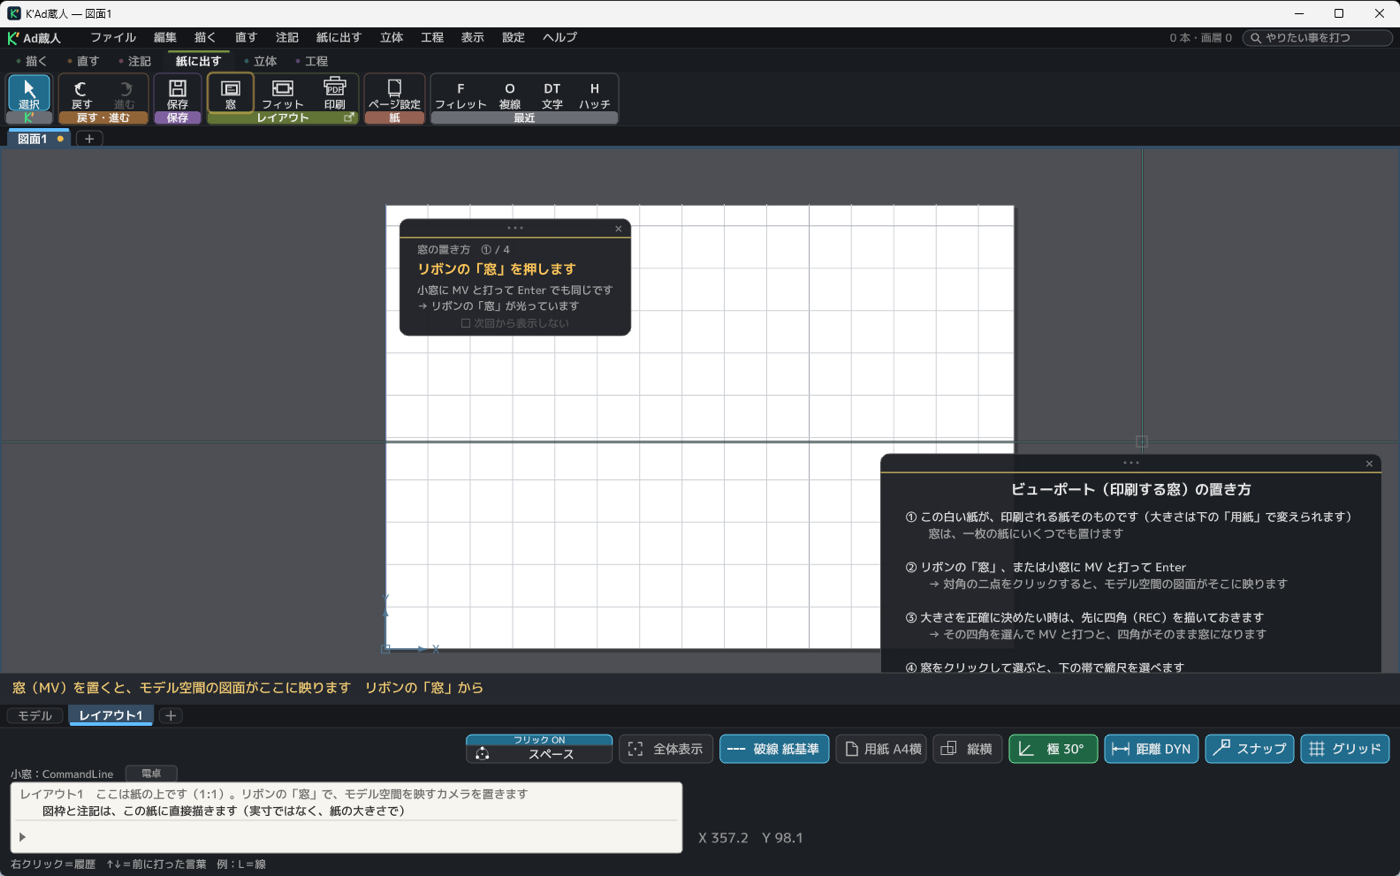 K'Ad蔵人 — 図面1
K' Ad蔵人 ファイル 編集 描く 直す 注記 紙に出す 立体 工程 表示 設定 ヘルプ 0 本・画層 0 やりたい事を打つ
描く 直す 注記 紙に出す 立体 工程
PDF F O DT H
選択 戻す 進む 保存 窓 フィット 印刷 ページ設定 フィレット 複線 文字 ハッチ
K' 戻す・進む 保存 レイアウト 紙 最近
図面1 +
窓の置き方 ① / 4
リボンの「窓」を押します
小窓に MV と打って Enter でも同じです
→ リボンの「窓」が光っています
次回から表示しない
ビューポート（印刷する窓）の置き方
① この白い紙が、印刷される紙そのものです（大きさは下の「用紙」で変えられます）
窓は、一枚の紙にいくつでも置けます
② リボンの「窓」、または小窓に MV と打って Enter
→ 対角の二点をクリックすると、モデル空間の図面がそこに映ります
③ 大きさを正確に決めたい時は、先に四角（REC）を描いておきます
→ その四角を選んで MV と打つと、四角がそのまま窓になります
④ 窓をクリックして選ぶと、下の帯で縮尺を選べます
Y
X
窓（MV）を置くと、モデル空間の図面がここに映ります リボンの「窓」から
モデル レイアウト1 +
フリック ON
スペース 全体表示 破線 紙基準 用紙 A4横 縦横 極 30° 距離 DYN スナップ グリッド
小窓：CommandLine 電卓
レイアウト1 ここは紙の上です（1:1）。リボンの「窓」で、モデル空間を映すカメラを置きます
図枠と注記は、この紙に直接描きます（実寸ではなく、紙の大きさで）
X 357.2 Y 98.1
右クリック＝履歴 ↑↓＝前に打った言葉 例：L＝線